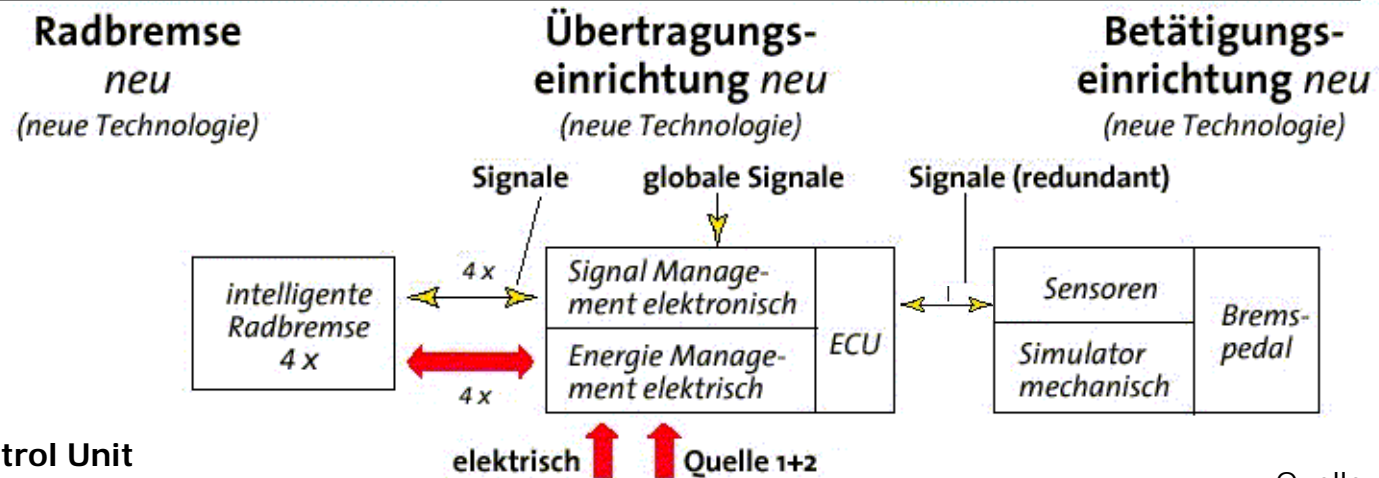 Radbremse
neu
(neue Technologie)
Übertragungs-
einrichtung neu
(neue Technologie)
Betätigungs-
einrichtung neu
(neue Technologie)
Signale
globale Signale
Signale (redundant)
intelligente
Radbremse
4 x
4 x
4 x
Signal Manage-
ment elektronisch
Energie Manage-
ment elektrisch
ECU
Sensoren
Simulator
mechanisch
Brems-
pedal
trol Unit
elektrisch
Quelle 1+2